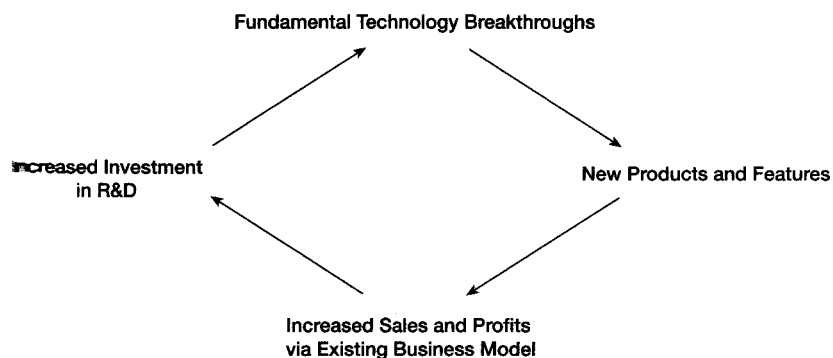 Fundamental Technology Breakthroughs
Increased Investment
in R&D
New Products and Features
Increased Sales and Profits
via Existing Business Model